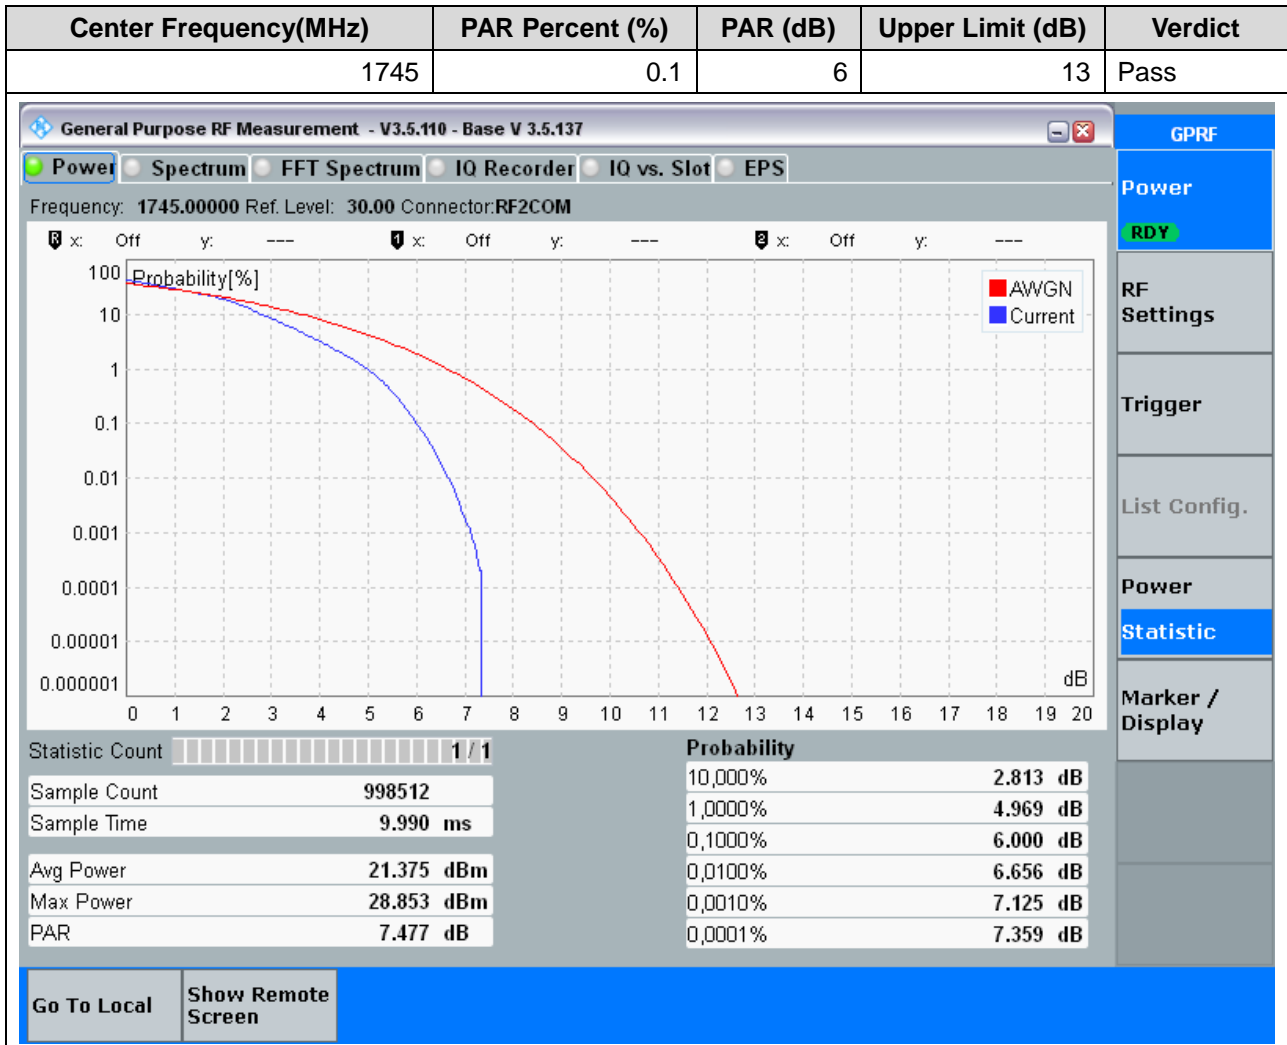 Center Frequency(MHz) PAR Percent (%) PAR (dB) Upper Limit (dB) Verdict
1745 0.1 6 13 Pass
General Purpose RF Measurement - V3.5.110 - Base V 3.5.137
GPRF
Power Spectrum FFT Spectrum IQ Recorder IQ vs. Slot EPS
Power
RDY
Frequency: 1745.00000 Ref. Level: 30.00 Connector:RF2COM
R x: Off y: --- 1 x: Off y: --- 2 x: Off y: ---
Probability[%]
AWGN
Current
100
10
1
0.1
0.01
0.001
0.0001
0.00001
0.000001
dB
0 1 2 3 4 5 6 7 8 9 10 11 12 13 14 15 16 17 18 19 20
RF
Settings
Trigger
List Config.
Power
Statistic
Marker /
Display
Statistic Count 1 / 1
Sample Count 998512
Sample Time 9.990 ms
Avg Power 21.375 dBm
Max Power 28.853 dBm
PAR 7.477 dB
Probability
10,000% 2.813 dB
1,0000% 4.969 dB
0,1000% 6.000 dB
0,0100% 6.656 dB
0,0010% 7.125 dB
0,0001% 7.359 dB
Go To Local
Show Remote
Screen